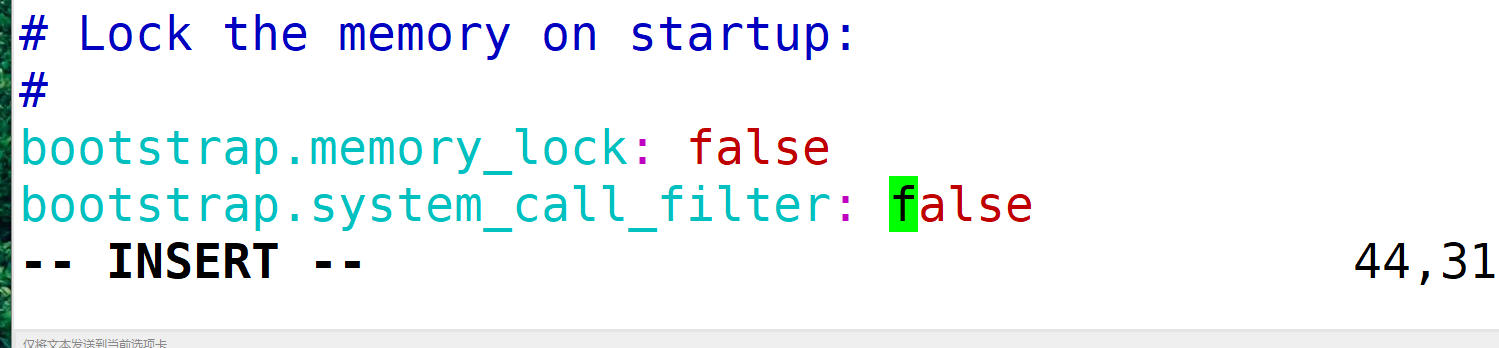 # Lock the memory on startup:
#
bootstrap.memory_lock: false
bootstrap.system_call_filter: false
-- INSERT -- 44,31
仅将文本发送到当前选项卡